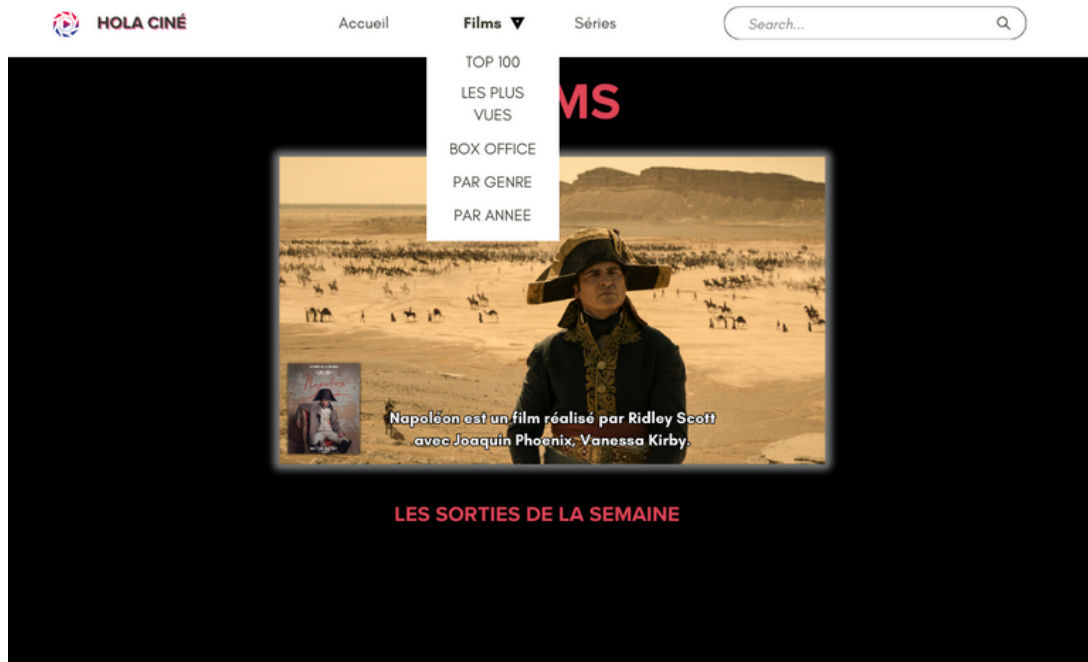 HOLA CINÉ
Accueil
Films
Séries
Search...
TOP 100
LES PLUS
VUES
BOX OFFICE
PAR GENRE
PAR ANNEE
MS
Napoléon
Napoléon est un film réalisé par Ridley Scott
avec Joaquin Phoenix, Vanessa Kirby.
LES SORTIES DE LA SEMAINE